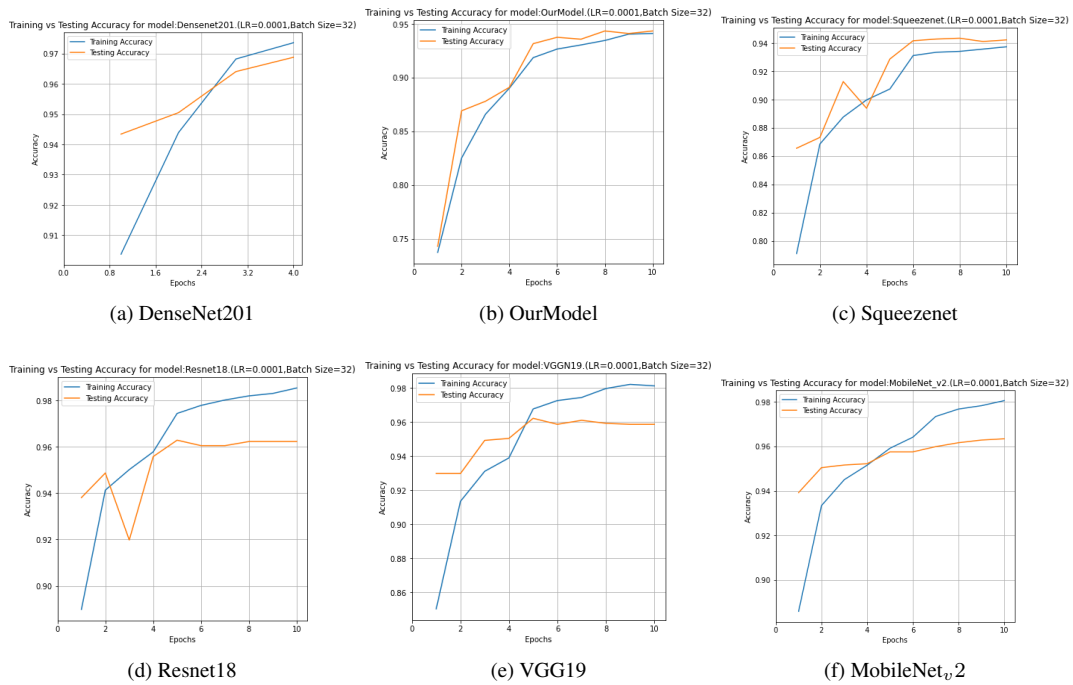 Training vs Testing Accuracy for model:Densenet201.(LR=0.0001,Batch Size=32)
Training Accuracy
Testing Accuracy
0.97
0.96
0.95
0.94
0.93
0.92
0.91
Accuracy
0.0 0.8 1.6 2.4 3.2 4.0
Epochs
(a) DenseNet201
Training vs Testing Accuracy for model:OurModel.(LR=0.0001,Batch Size=32)
Training Accuracy
Testing Accuracy
0.90
0.85
0.80
0.75
Accuracy
0 2 4 6 8 10
Epochs
(b) OurModel
Training vs Testing Accuracy for model:Squeezenet.(LR=0.0001,Batch Size=32)
Training Accuracy
Testing Accuracy
0.94
0.92
0.90
0.88
0.86
0.84
0.82
0.80
Accuracy
0 2 4 6 8 10
Epochs
(c) Squeezenet
Training vs Testing Accuracy for model:Resnet18.(LR=0.0001,Batch Size=32)
Training Accuracy
Testing Accuracy
0.98
0.96
0.94
0.92
0.90
Accuracy
0 2 4 6 8 10
Epochs
(d) Resnet18
Training vs Testing Accuracy for model:VGGN19.(LR=0.0001,Batch Size=32)
Training Accuracy
Testing Accuracy
0.98
0.96
0.94
0.92
0.90
0.88
0.86
Accuracy
0 2 4 6 8 10
Epochs
(e) VGG19
Training vs Testing Accuracy for model:MobileNet_v2.(LR=0.0001,Batch Size=32)
Training Accuracy
Testing Accuracy
0.98
0.96
0.94
0.92
0.90
Accuracy
0 2 4 6 8 10
Epochs
(f) MobileNetᵥ2